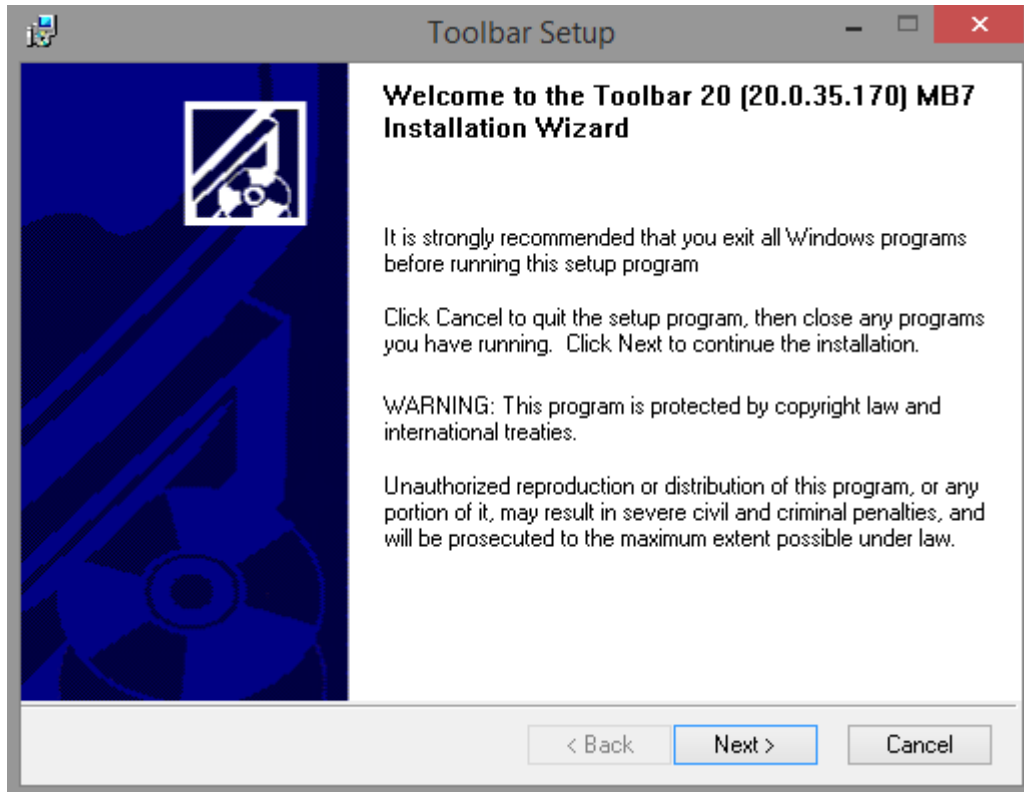 Toolbar Setup
Welcome to the Toolbar 20 (20.0.35.170) MB7
Installation Wizard
It is strongly recommended that you exit all Windows programs
before running this setup program
Click Cancel to quit the setup program, then close any programs
you have running.  Click Next to continue the installation.
WARNING: This program is protected by copyright law and
international treaties.
Unauthorized reproduction or distribution of this program, or any
portion of it, may result in severe civil and criminal penalties, and
will be prosecuted to the maximum extent possible under law.
< Back Next > Cancel